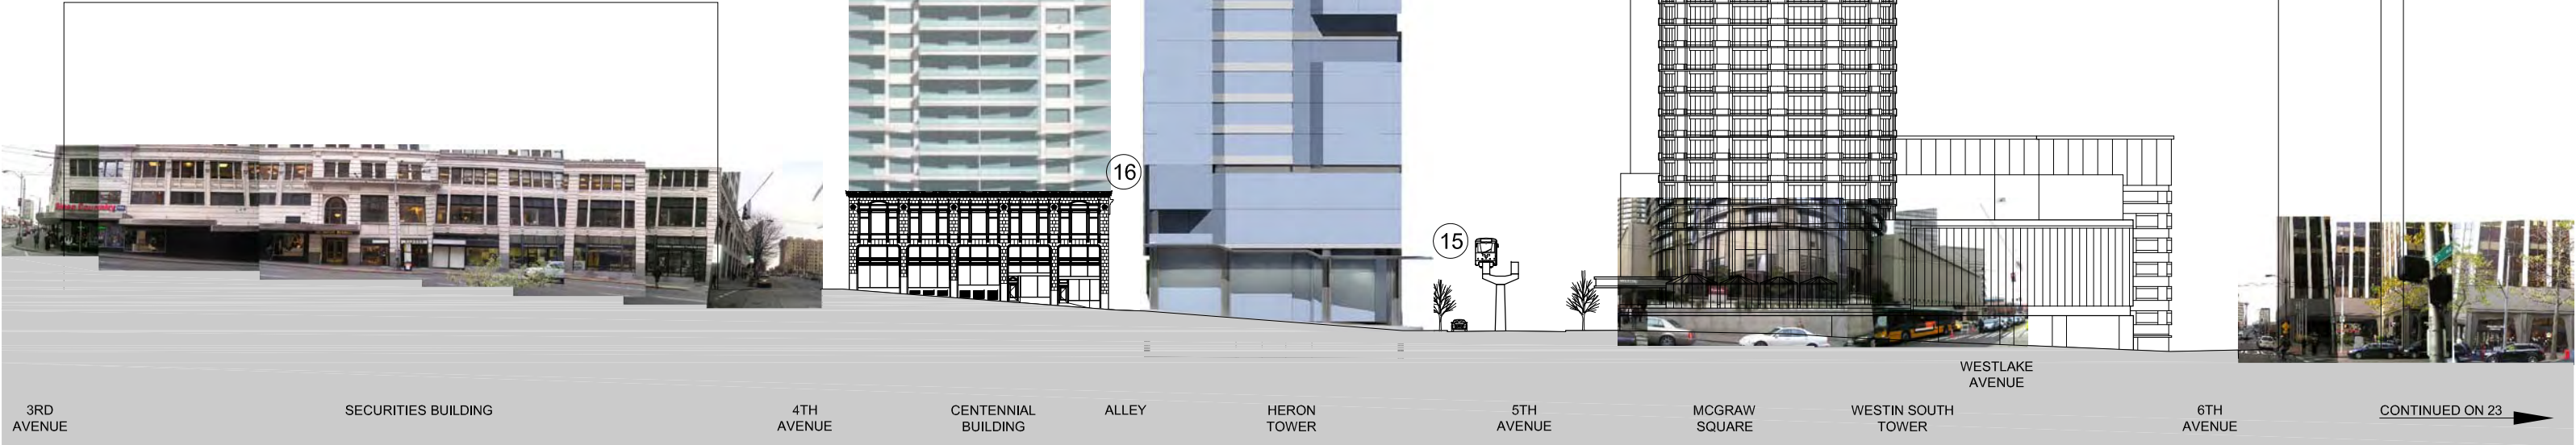 16
15
WESTLAKE
AVENUE
3RD
AVENUE
SECURITIES BUILDING
4TH
AVENUE
CENTENNIAL
BUILDING
ALLEY
HERON
TOWER
5TH
AVENUE
MCGRAW
SQUARE
WESTIN SOUTH
TOWER
6TH
AVENUE
CONTINUED ON 23